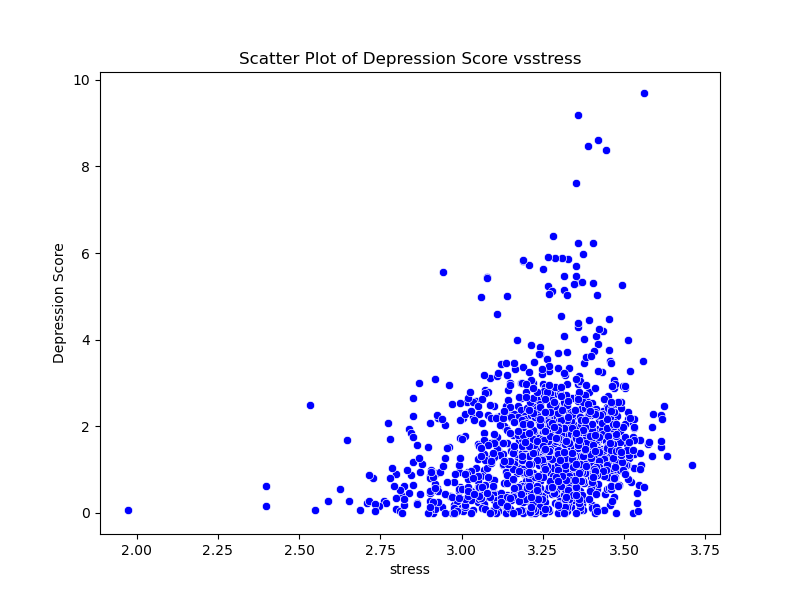 Scatter Plot of Depression Score vsstress
10
8
6
4
2
0
Depression Score
2.00 2.25 2.50 2.75 3.00 3.25 3.50 3.75
stress